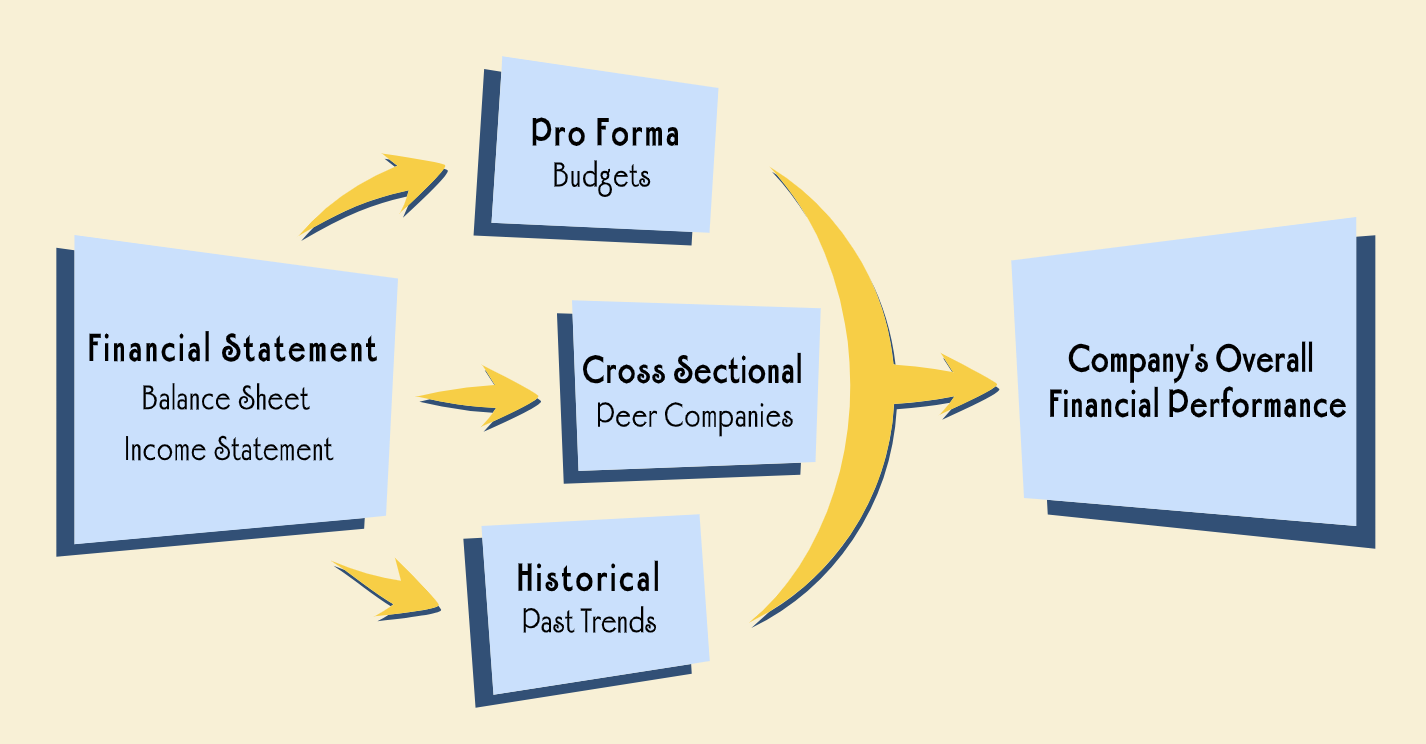 Financial Statement
Balance Sheet
Income Statement
Pro Forma
Budgets
Cross Sectional
Peer Companies
Historical
Past Trends
Company's Overall
Financial Performance